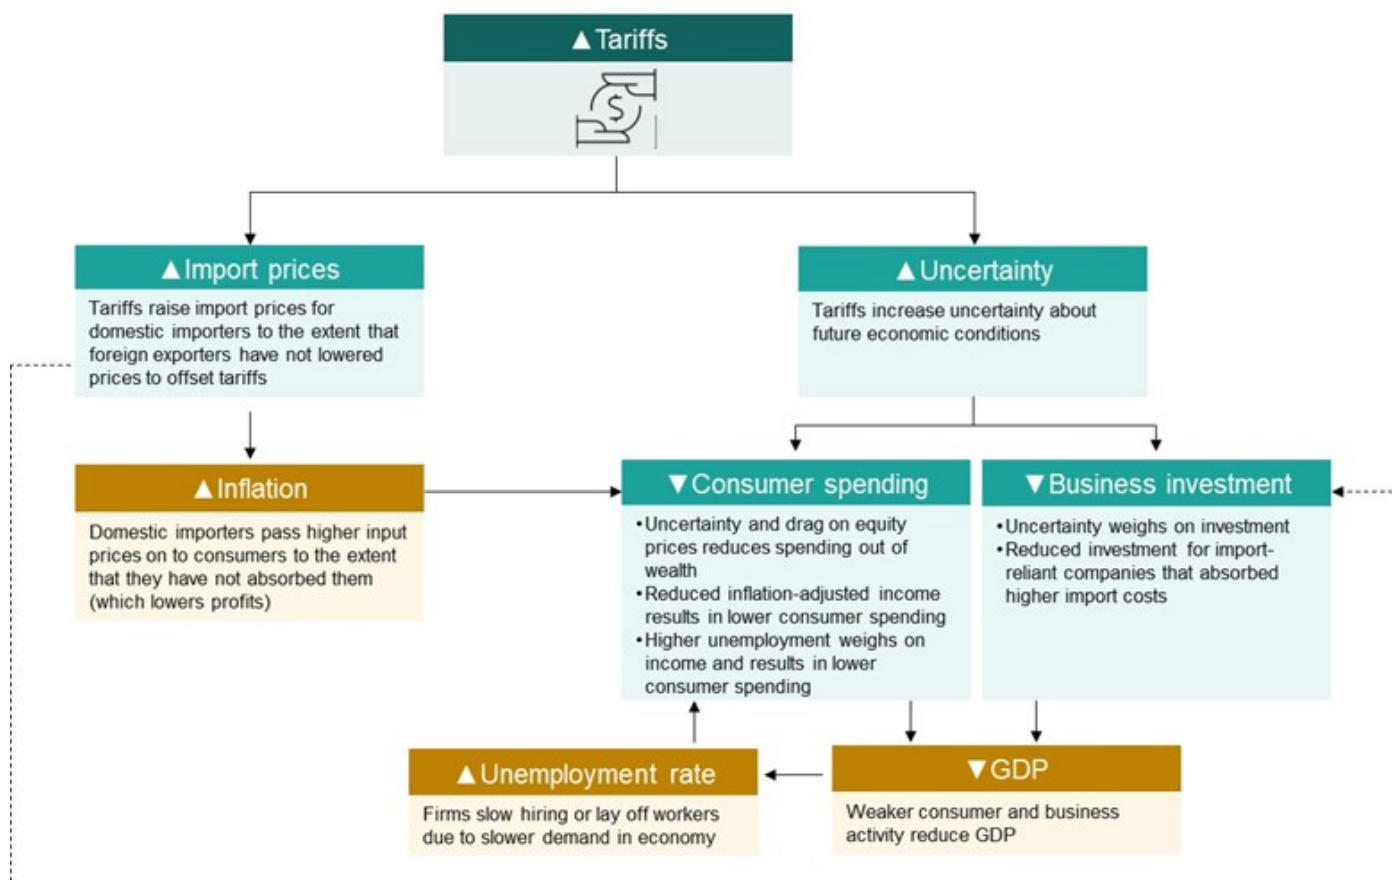 ▲Tariffs
$
▲Import prices
Tariffs raise import prices for
domestic importers to the extent that
foreign exporters have not lowered
prices to offset tariffs
▲Uncertainty
Tariffs increase uncertainty about
future economic conditions
▲Inflation
Domestic importers pass higher input
prices on to consumers to the extent
that they have not absorbed them
(which lowers profits)
▼Consumer spending
•Uncertainty and drag on equity
prices reduces spending out of
wealth
•Reduced inflation-adjusted income
results in lower consumer spending
•Higher unemployment weighs on
income and results in lower
consumer spending
▼Business investment
•Uncertainty weighs on investment
•Reduced investment for import-
reliant companies that absorbed
higher import costs
▲Unemployment rate
Firms slow hiring or lay off workers
due to slower demand in economy
▼GDP
Weaker consumer and business
activity reduce GDP